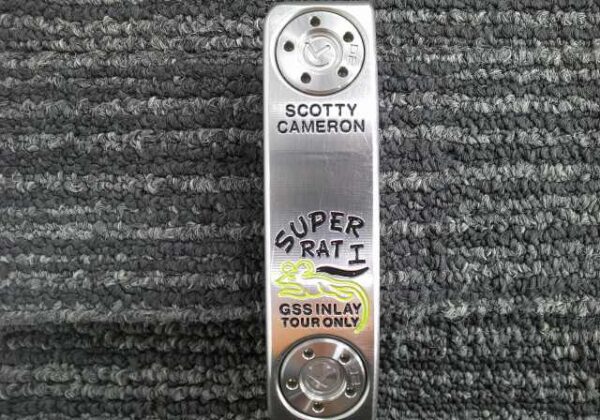 SCOTTY
CAMERON
SUPER
RAT I
GSS INLAY
TOUR ONLY